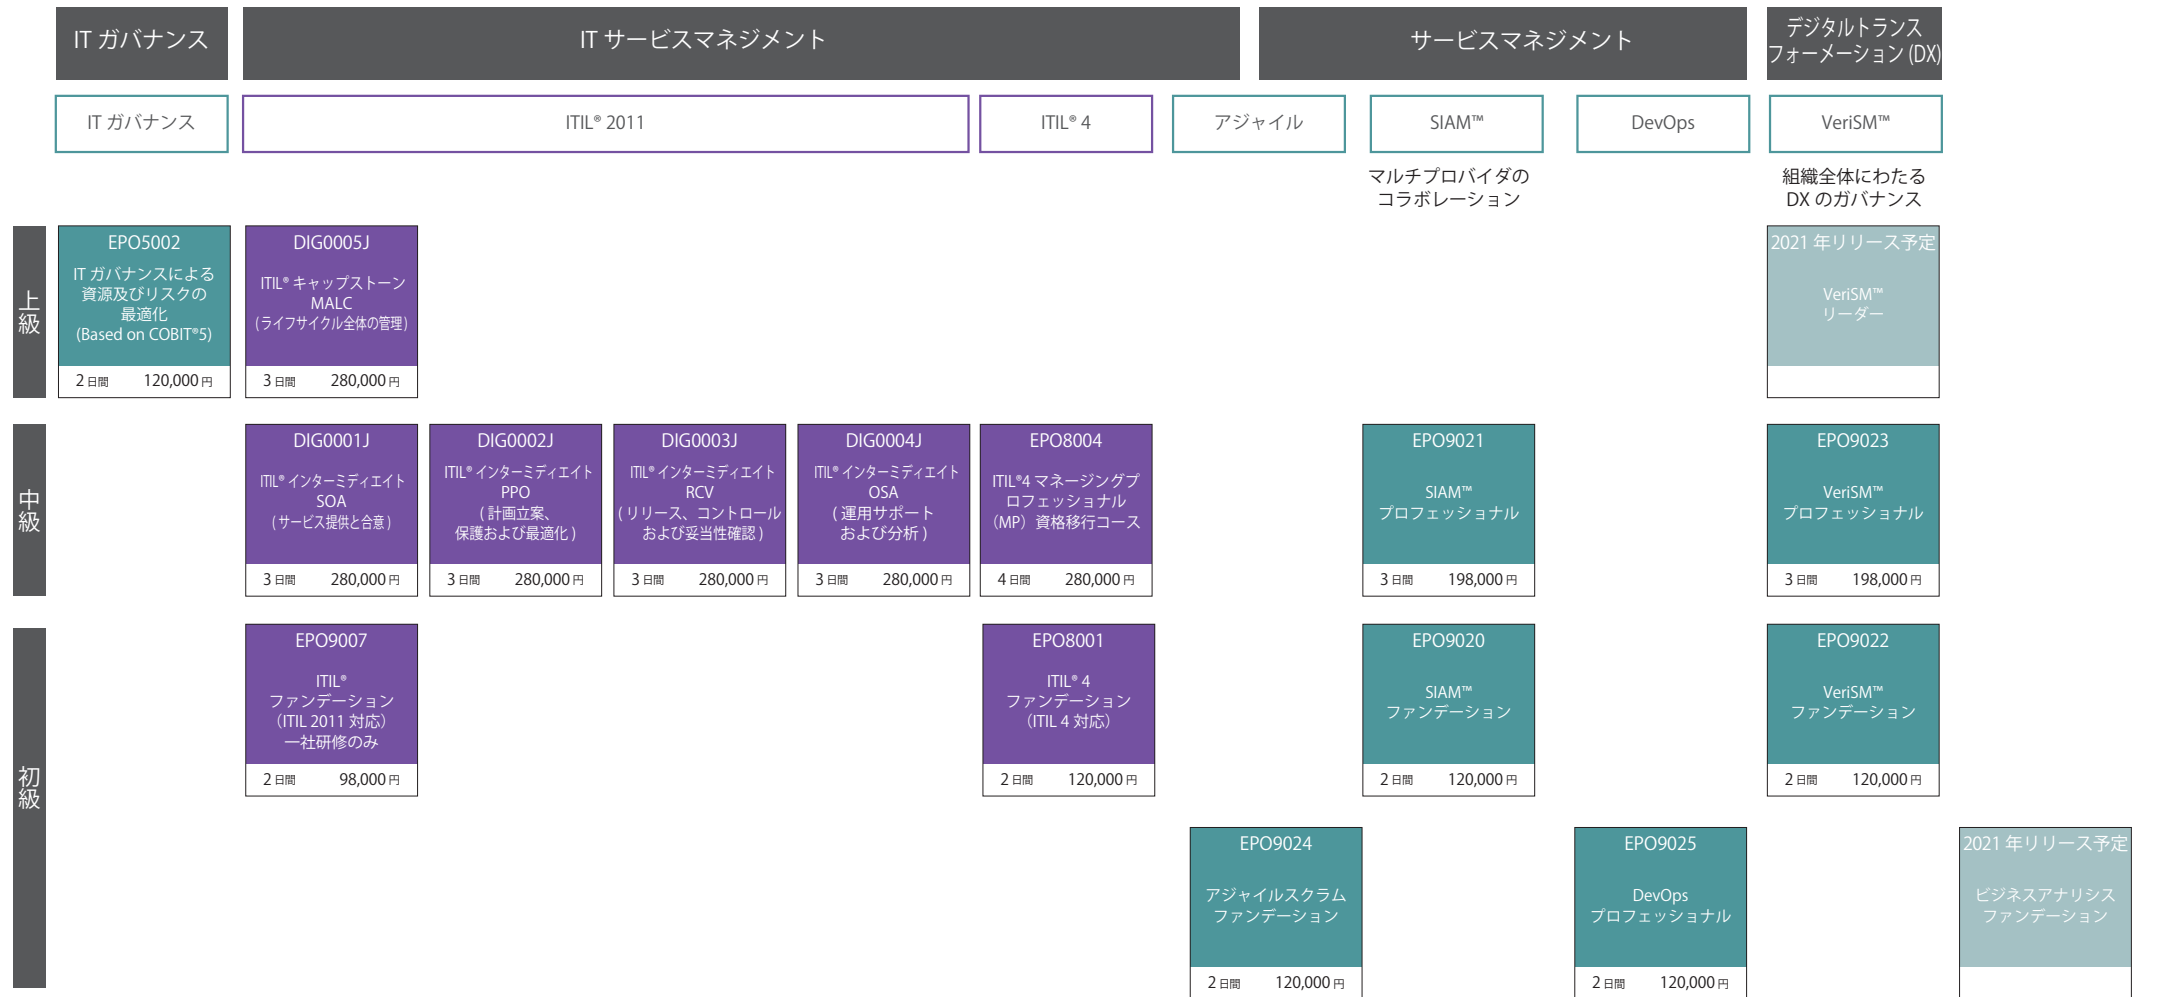 IT ガバナンス
IT サービスマネジメント
サービスマネジメント
デジタルトランス
フォーメーション (DX)
IT ガバナンス
ITIL® 2011
ITIL® 4
アジャイル
SIAM™
DevOps
VeriSM™
マルチプロバイダの
コラボレーション
組織全体にわたる
DX のガバナンス
上級
EPO5002
IT ガバナンスによる
資源及びリスクの
最適化
(Based on COBIT®5)
2 日間 120,000 円
DIG0005J
ITIL® キャップストーン
MALC
(ライフサイクル全体の管理)
3 日間 280,000 円
2021 年リリース予定
VeriSM™
リーダー
中級
DIG0001J
ITIL® インターミディエイト
SOA
( サービス提供と合意 )
3 日間 280,000 円
DIG0002J
ITIL® インターミディエイト
PPO
( 計画立案、
保護および最適化 )
3 日間 280,000 円
DIG0003J
ITIL® インターミディエイト
RCV
( リリース、コントロール
および妥当性確認 )
3 日間 280,000 円
DIG0004J
ITIL® インターミディエイト
OSA
( 運用サポート
および分析 )
3 日間 280,000 円
EPO8004
ITIL®4 マネージングプ
ロフェッショナル
（MP）資格移行コース
4 日間 280,000 円
EPO9021
SIAM™
プロフェッショナル
3 日間 198,000 円
EPO9023
VeriSM™
プロフェッショナル
3 日間 198,000 円
初級
EPO9007
ITIL®
ファンデーション
（ITIL 2011 対応）
一社研修のみ
2 日間 98,000 円
EPO8001
ITIL® 4
ファンデーション
（ITIL 4 対応）
2 日間 120,000 円
EPO9020
SIAM™
ファンデーション
2 日間 120,000 円
EPO9022
VeriSM™
ファンデーション
2 日間 120,000 円
EPO9024
アジャイルスクラム
ファンデーション
2 日間 120,000 円
EPO9025
DevOps
プロフェッショナル
2 日間 120,000 円
2021 年リリース予定
ビジネスアナリシス
ファンデーション